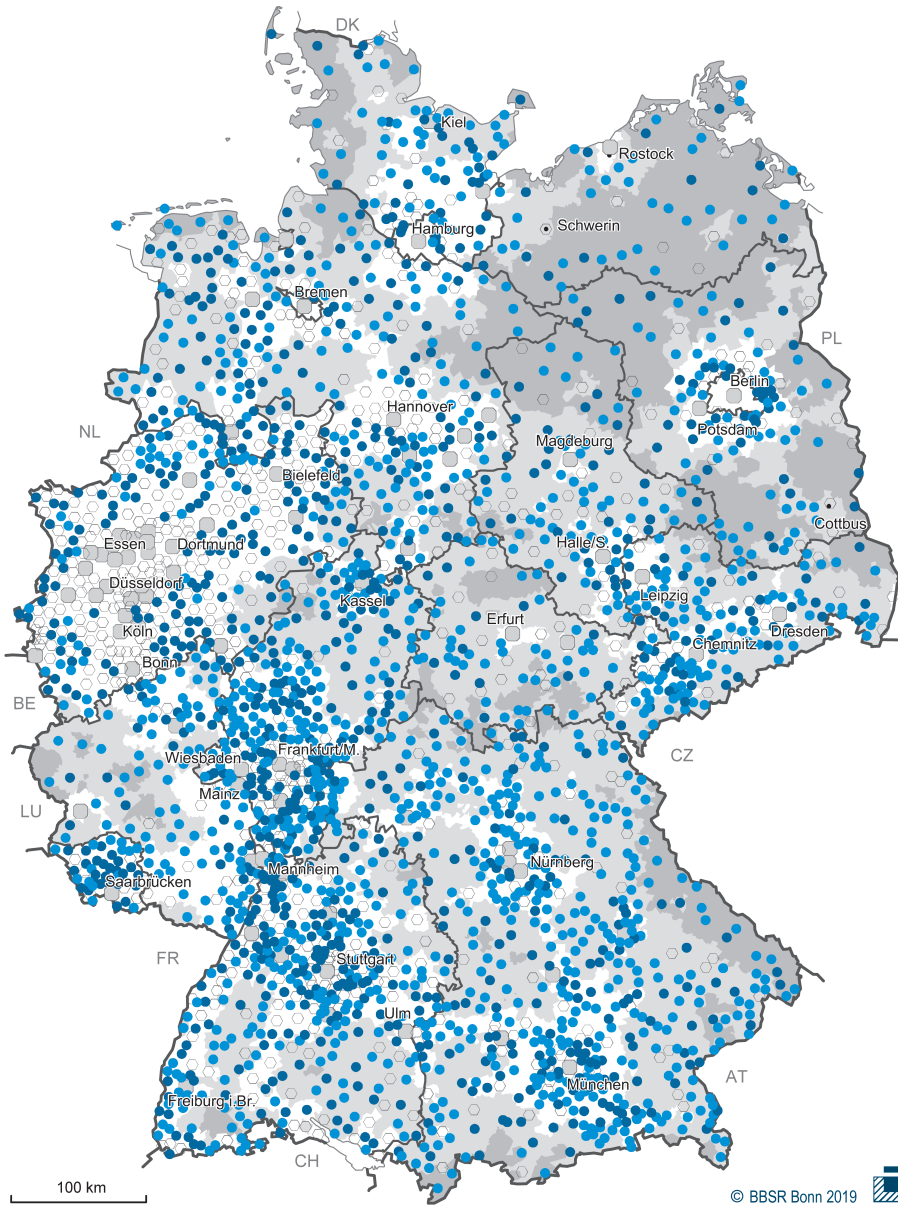 DK
Kiel
Rostock
Schwerin
Hamburg
Bremen
PL
Berlin
Hannover
Potsdam
NL
Magdeburg
Bielefeld
Cottbus
Essen
Dortmund
Halle/S.
Düsseldorf
Leipzig
Kassel
Erfurt
Köln
Chemnitz
Dresden
Bonn
BE
Wiesbaden
Frankfurt/M.
CZ
Mainz
LU
Nürnberg
Mannheim
Saarbrücken
FR
Stuttgart
Ulm
AT
München
Freiburg i.Br.
CH
100 km
© BBSR Bonn 2019